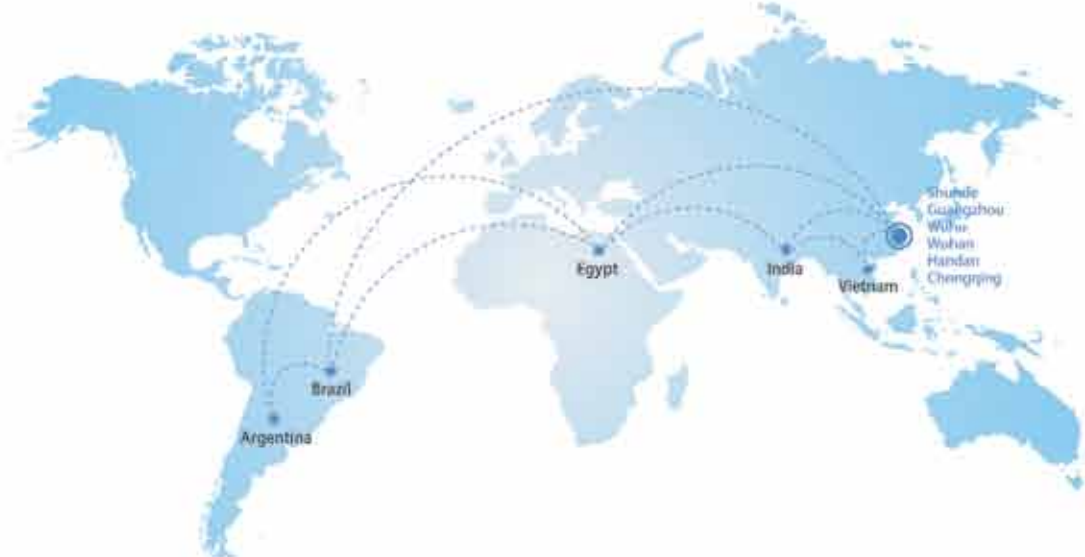 Shunde
Guangzhou
Wuhu
Wuhan
Handan
Chongqing
Egypt
India
Vietnam
Brazil
Argentina